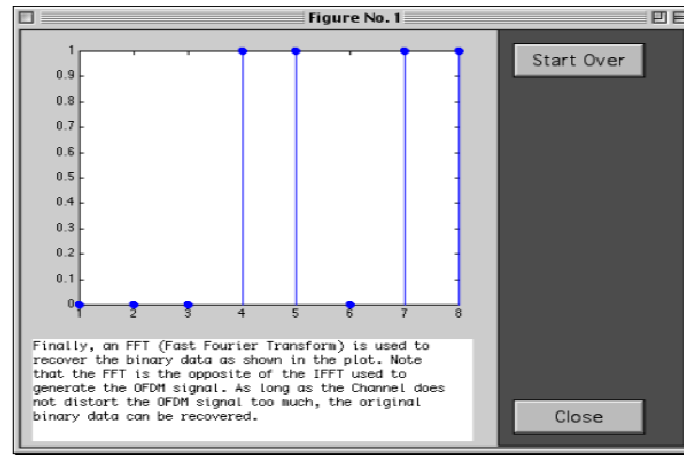 Figure No. 1
Start Over
1
0.9
0.8
0.7
0.6
0.5
0.4
0.3
0.2
0.1
0
1 2 3 4 5 6 7 8
Finally, an FFT (Fast Fourier Transform) is used to
recover the binary data as shown in the plot. Note
that the FFT is the opposite of the IFFT used to
generate the OFDM signal. As long as the Channel does
not distort the OFDM signal too much, the original
binary data can be recovered.
Close